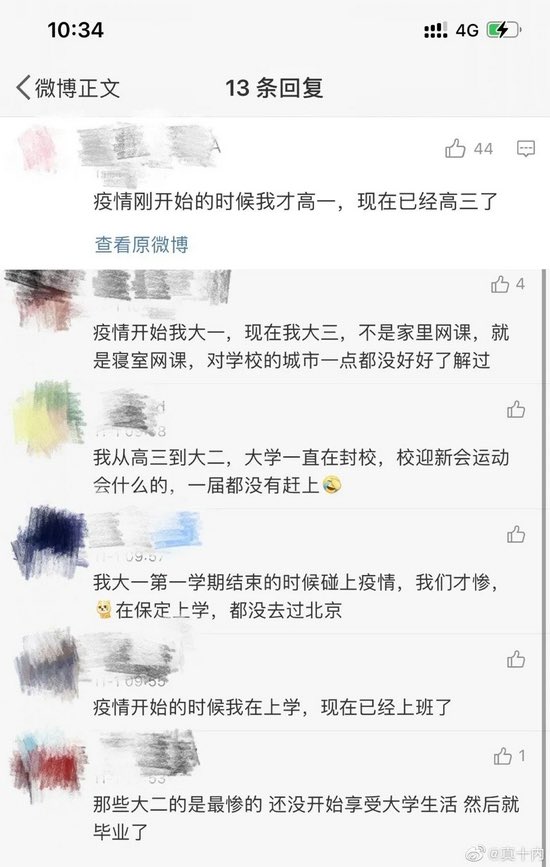 10:34
4G
微博正文
13 条回复
A
44
疫情刚开始的时候我才高一，现在已经高三了
查看原微博
4
疫情开始我大一，现在我大三，不是家里网课，就
是寝室网课，对学校的城市一点都没好好了解过
我从高三到大二，大学一直在封校，校迎新会运动
会什么的，一届都没有赶上🤣
我大一第一学期结束的时候碰上疫情，我们才惨，
在保定上学，都没去过北京
11-1 09:55
疫情开始的时候我在上学，现在已经上班了
1
那些大二的是最惨的 还没开始享受大学生活 然后就
毕业了
@真十内